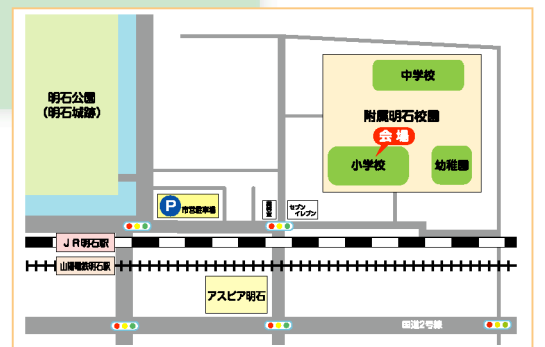 中学校
明石公園
(明石城跡)
附属明石校園
会場
小学校
幼稚園
P 市営駐車場
セブン
イレブン
JR明石駅
山陽電鉄明石駅
アスピア明石
国道2号線